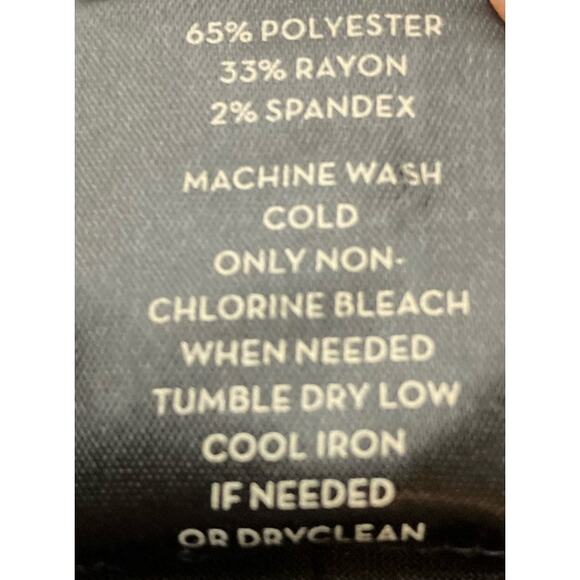 65% POLYESTER
33% RAYON
2% SPANDEX
MACHINE WASH
COLD
ONLY NON-
CHLORINE BLEACH
WHEN NEEDED
TUMBLE DRY LOW
COOL IRON
IF NEEDED
OR DRYCLEAN